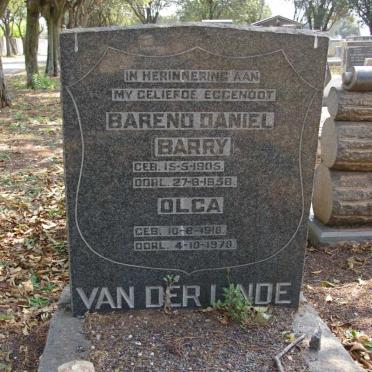 IN HERINNERING AAN
MY GELIEFDE EGGENOOT
BAREND DANIEL
BARRY
GEB. 15-5-1905.
OORL. 27-8-1958.
OLGA
GEB. 10-8-1918.
OORL. 4-10-1978.
VAN DER LINDE